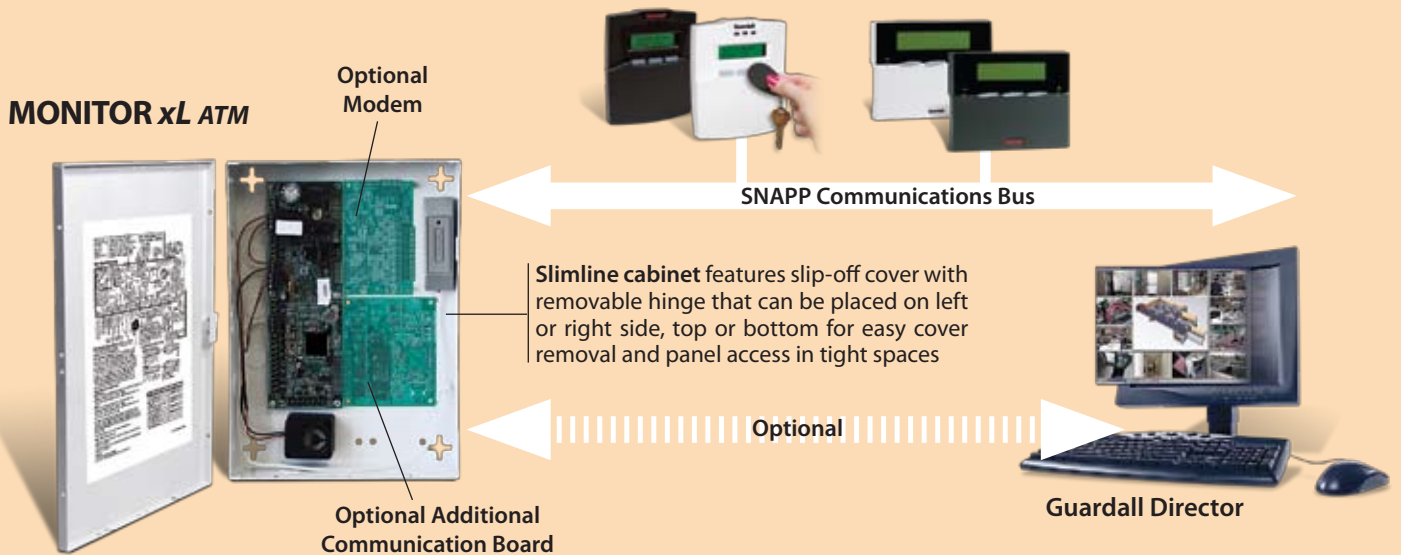 MONITOR xL ATM
Optional
Modem
SNAPP Communications Bus
Slimline cabinet features slip-off cover with
removable hinge that can be placed on left
or right side, top or bottom for easy cover
removal and panel access in tight spaces
Optional
Guardall Director
Optional Additional
Communication Board